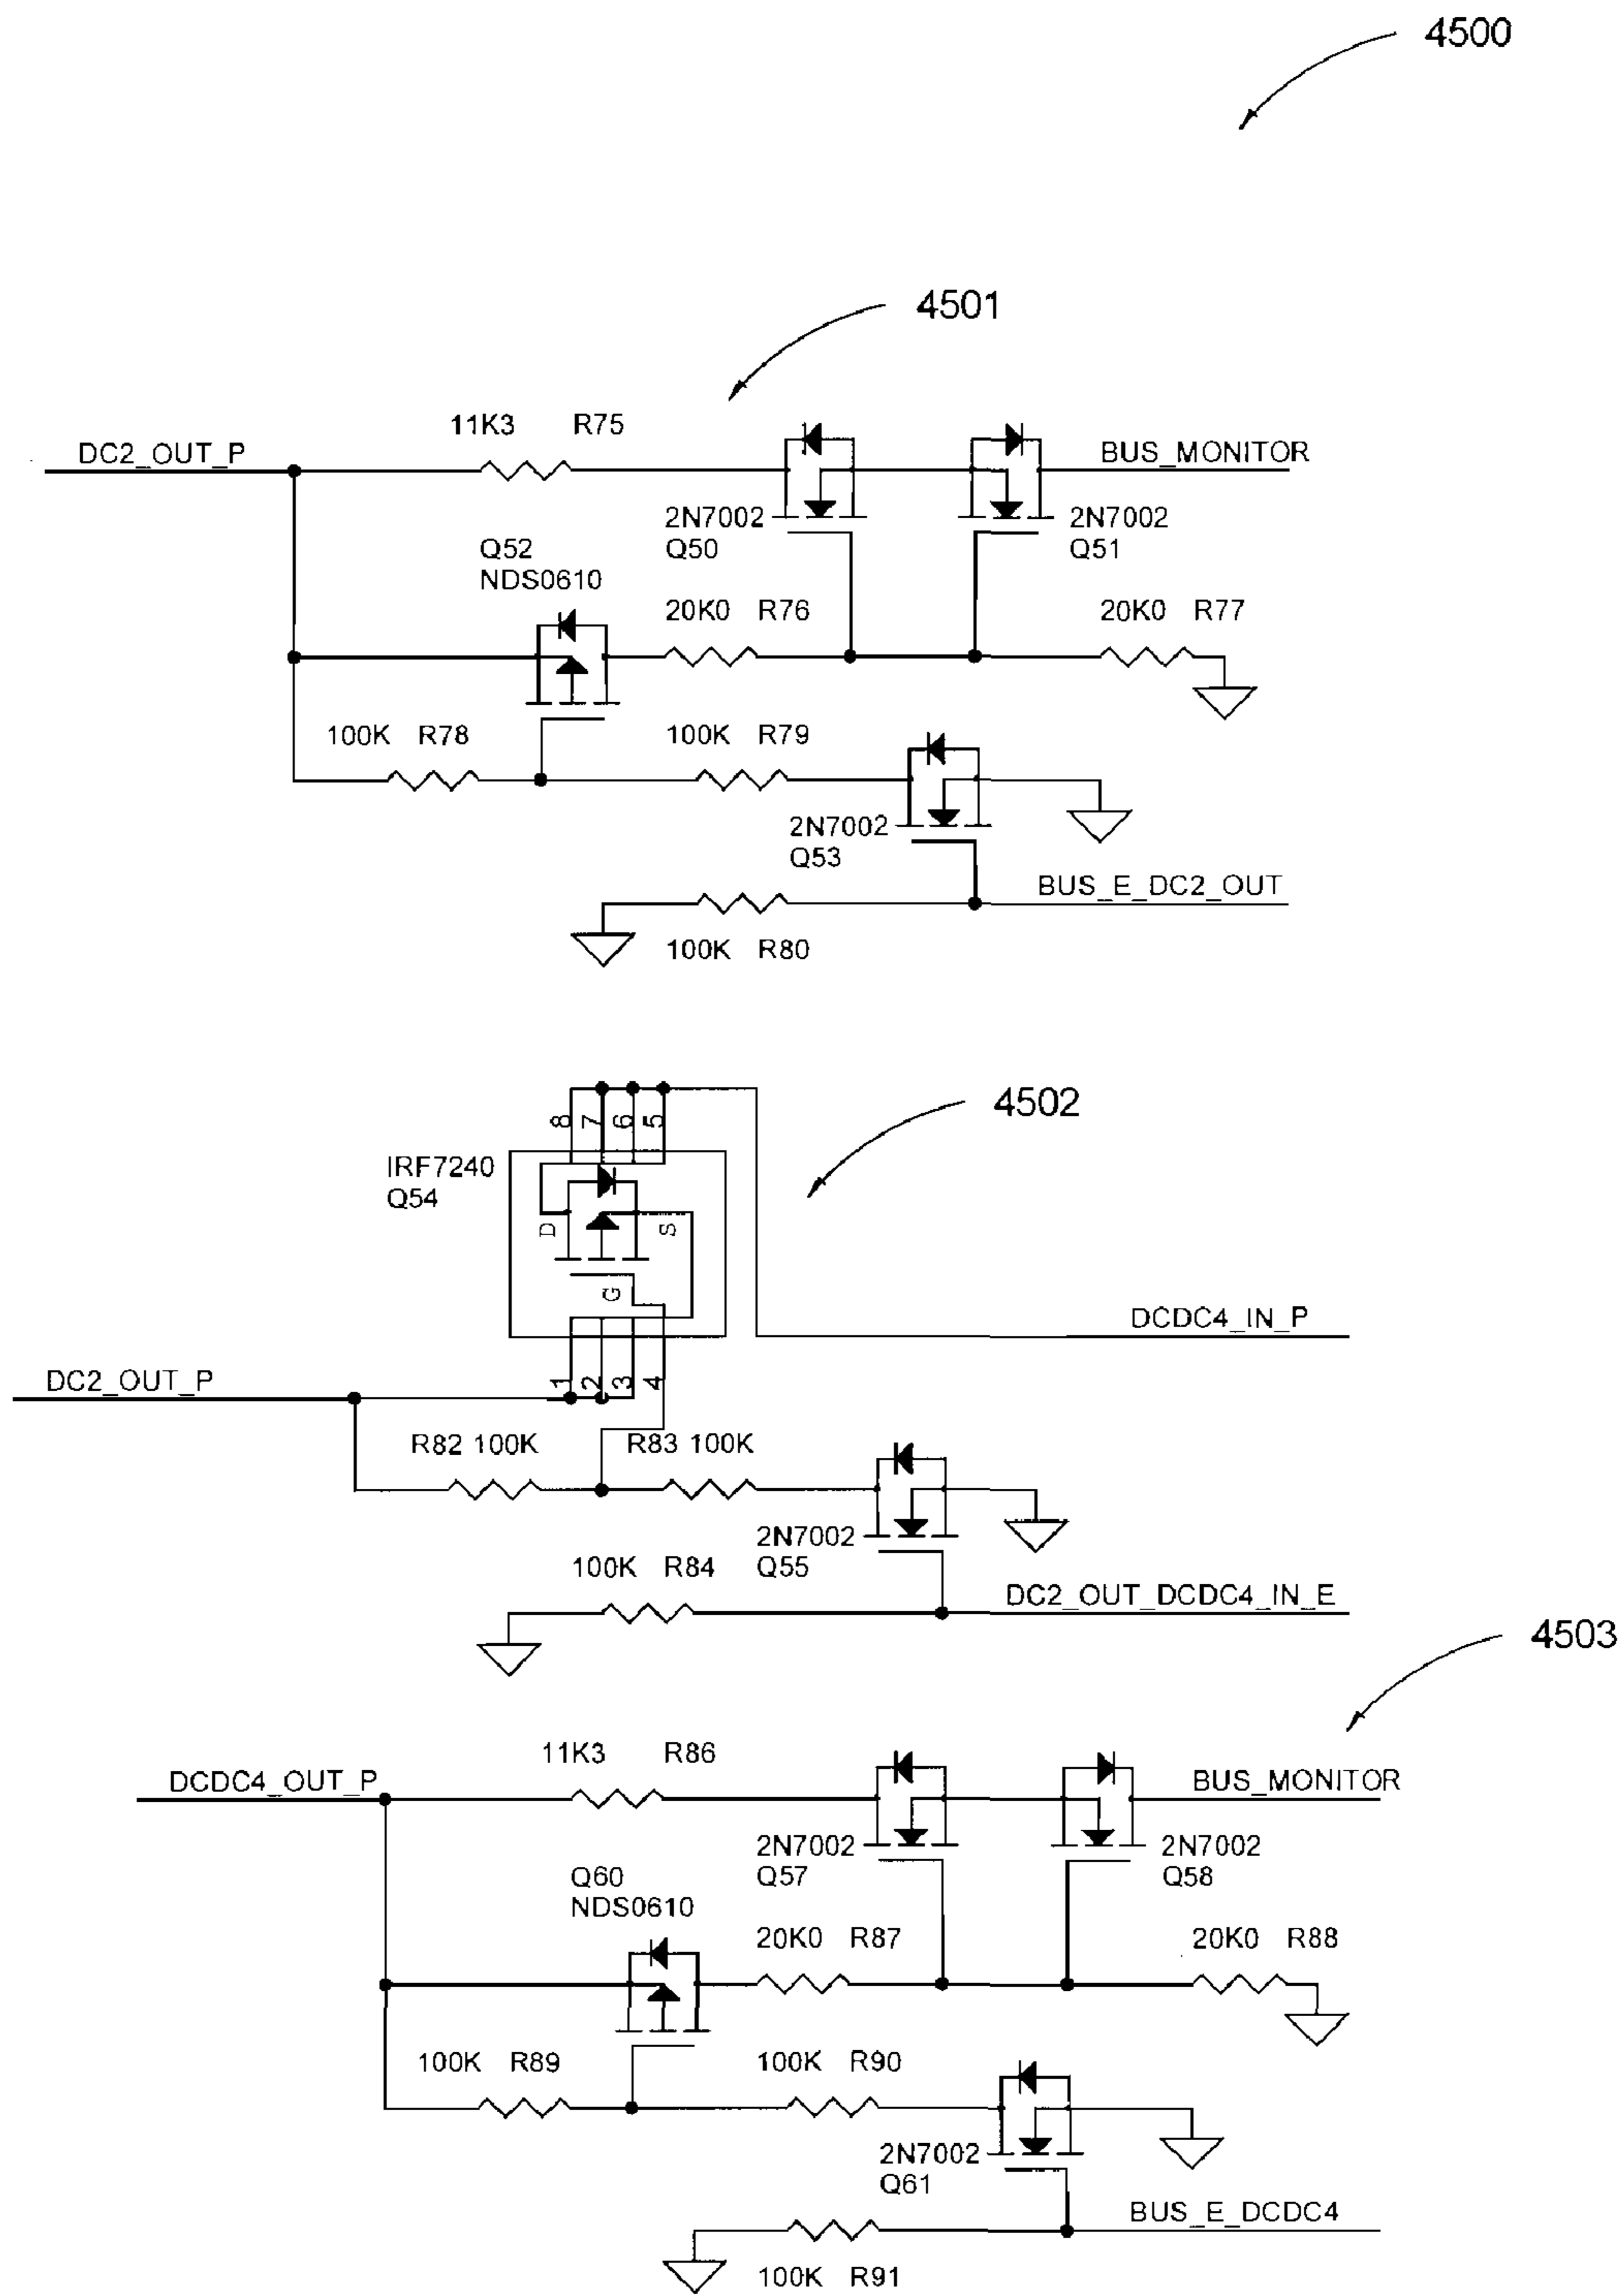 4500
4501
11K3 R75
DC2_OUT_P
BUS_MONITOR
2N7002
Q50
2N7002
Q51
Q52
NDS0610
20K0 R76
20K0 R77
100K R78
100K R79
2N7002
Q53
BUS_E_DC2_OUT
100K R80
4502
8 7 6 5
IRF7240
Q54
D S
G
DCDC4_IN_P
DC2_OUT_P
1 2 3 4
R82 100K
R83 100K
2N7002
Q55
100K R84
DC2_OUT_DCDC4_IN_E
4503
11K3 R86
DCDC4_OUT_P
BUS_MONITOR
2N7002
Q57
2N7002
Q58
Q60
NDS0610
20K0 R87
20K0 R88
100K R89
100K R90
2N7002
Q61
BUS_E_DCDC4
100K R91